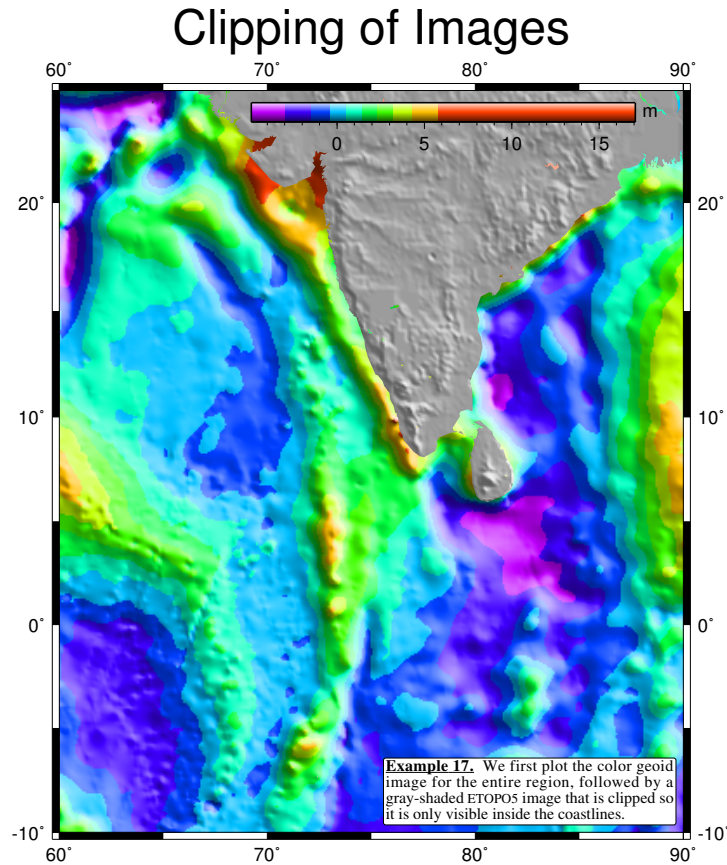 Clipping of Images
60˚ 70˚ 80˚ 90˚
0 5 10 15 m
20˚ 20˚
10˚ 10˚
0˚ 0˚
Example 17. We first plot the color geoid
image for the entire region, followed by a
gray-shaded ETOPO5 image that is clipped so
it is only visible inside the coastlines.
-10˚ -10˚
60˚ 70˚ 80˚ 90˚